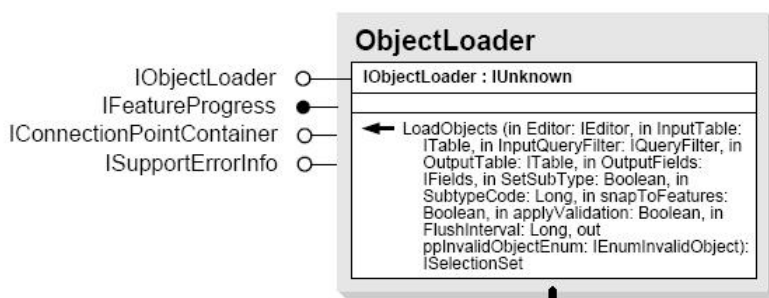 ObjectLoader
IObjectLoader
IFeatureProgress
IConnectionPointContainer
ISupportErrorInfo
IObjectLoader : IUnknown
LoadObjects (in Editor: IEditor, in InputTable:
ITable, in InputQueryFilter: IQueryFilter, in
OutputTable: ITable, in OutputFields:
IFields, in SetSubType: Boolean, in
SubtypeCode: Long, in snapToFeatures:
Boolean, in applyValidation: Boolean, in
FlushInterval: Long, out
ppInvalidObjectEnum: IEnumInvalidObject):
ISelectionSet